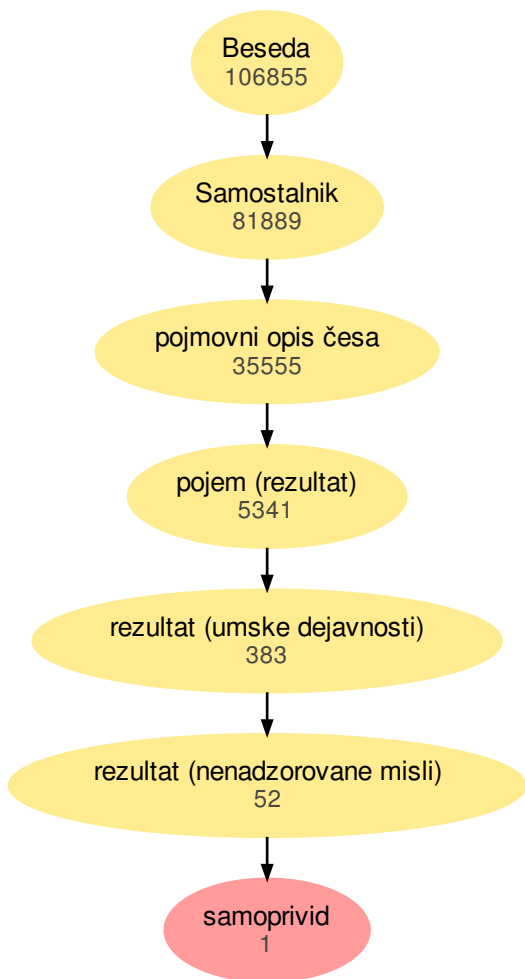 Beseda
106855
Samostalnik
81889
pojmovni opis česa
35555
pojem (rezultat)
5341
rezultat (umske dejavnosti)
383
rezultat (nenadzorovane misli)
52
samoprivid
1